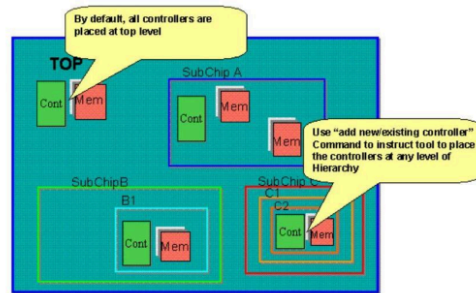 By default, all controllers are
placed at top level
TOP
Cont
Mem
SubChip A
Cont
Mem
Mem
Use “add new/existing controller”
Command to instruct tool to place
the controllers at any level of
Hierarchy
SubChipB
B1
Cont
Mem
SubChip C
C1
C2
Cont
Mem